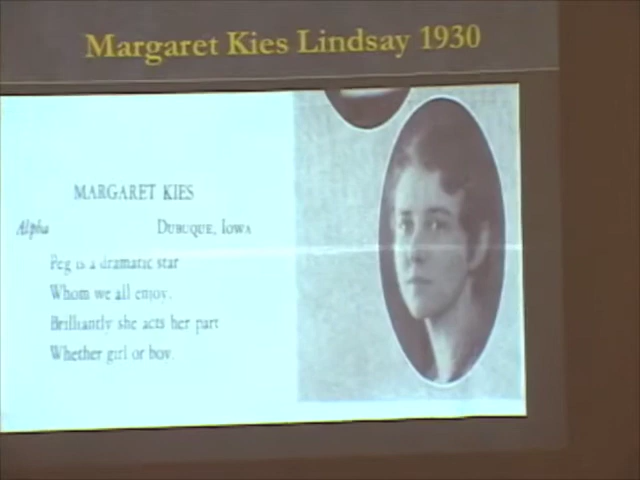 Margaret Kies Lindsay 1930
MARGARET KIES
Alpha Dubuque, Iowa
Peg is a dramatic star
Whom we all enjoy.
Brilliantly she acts her part
Whether girl or boy.